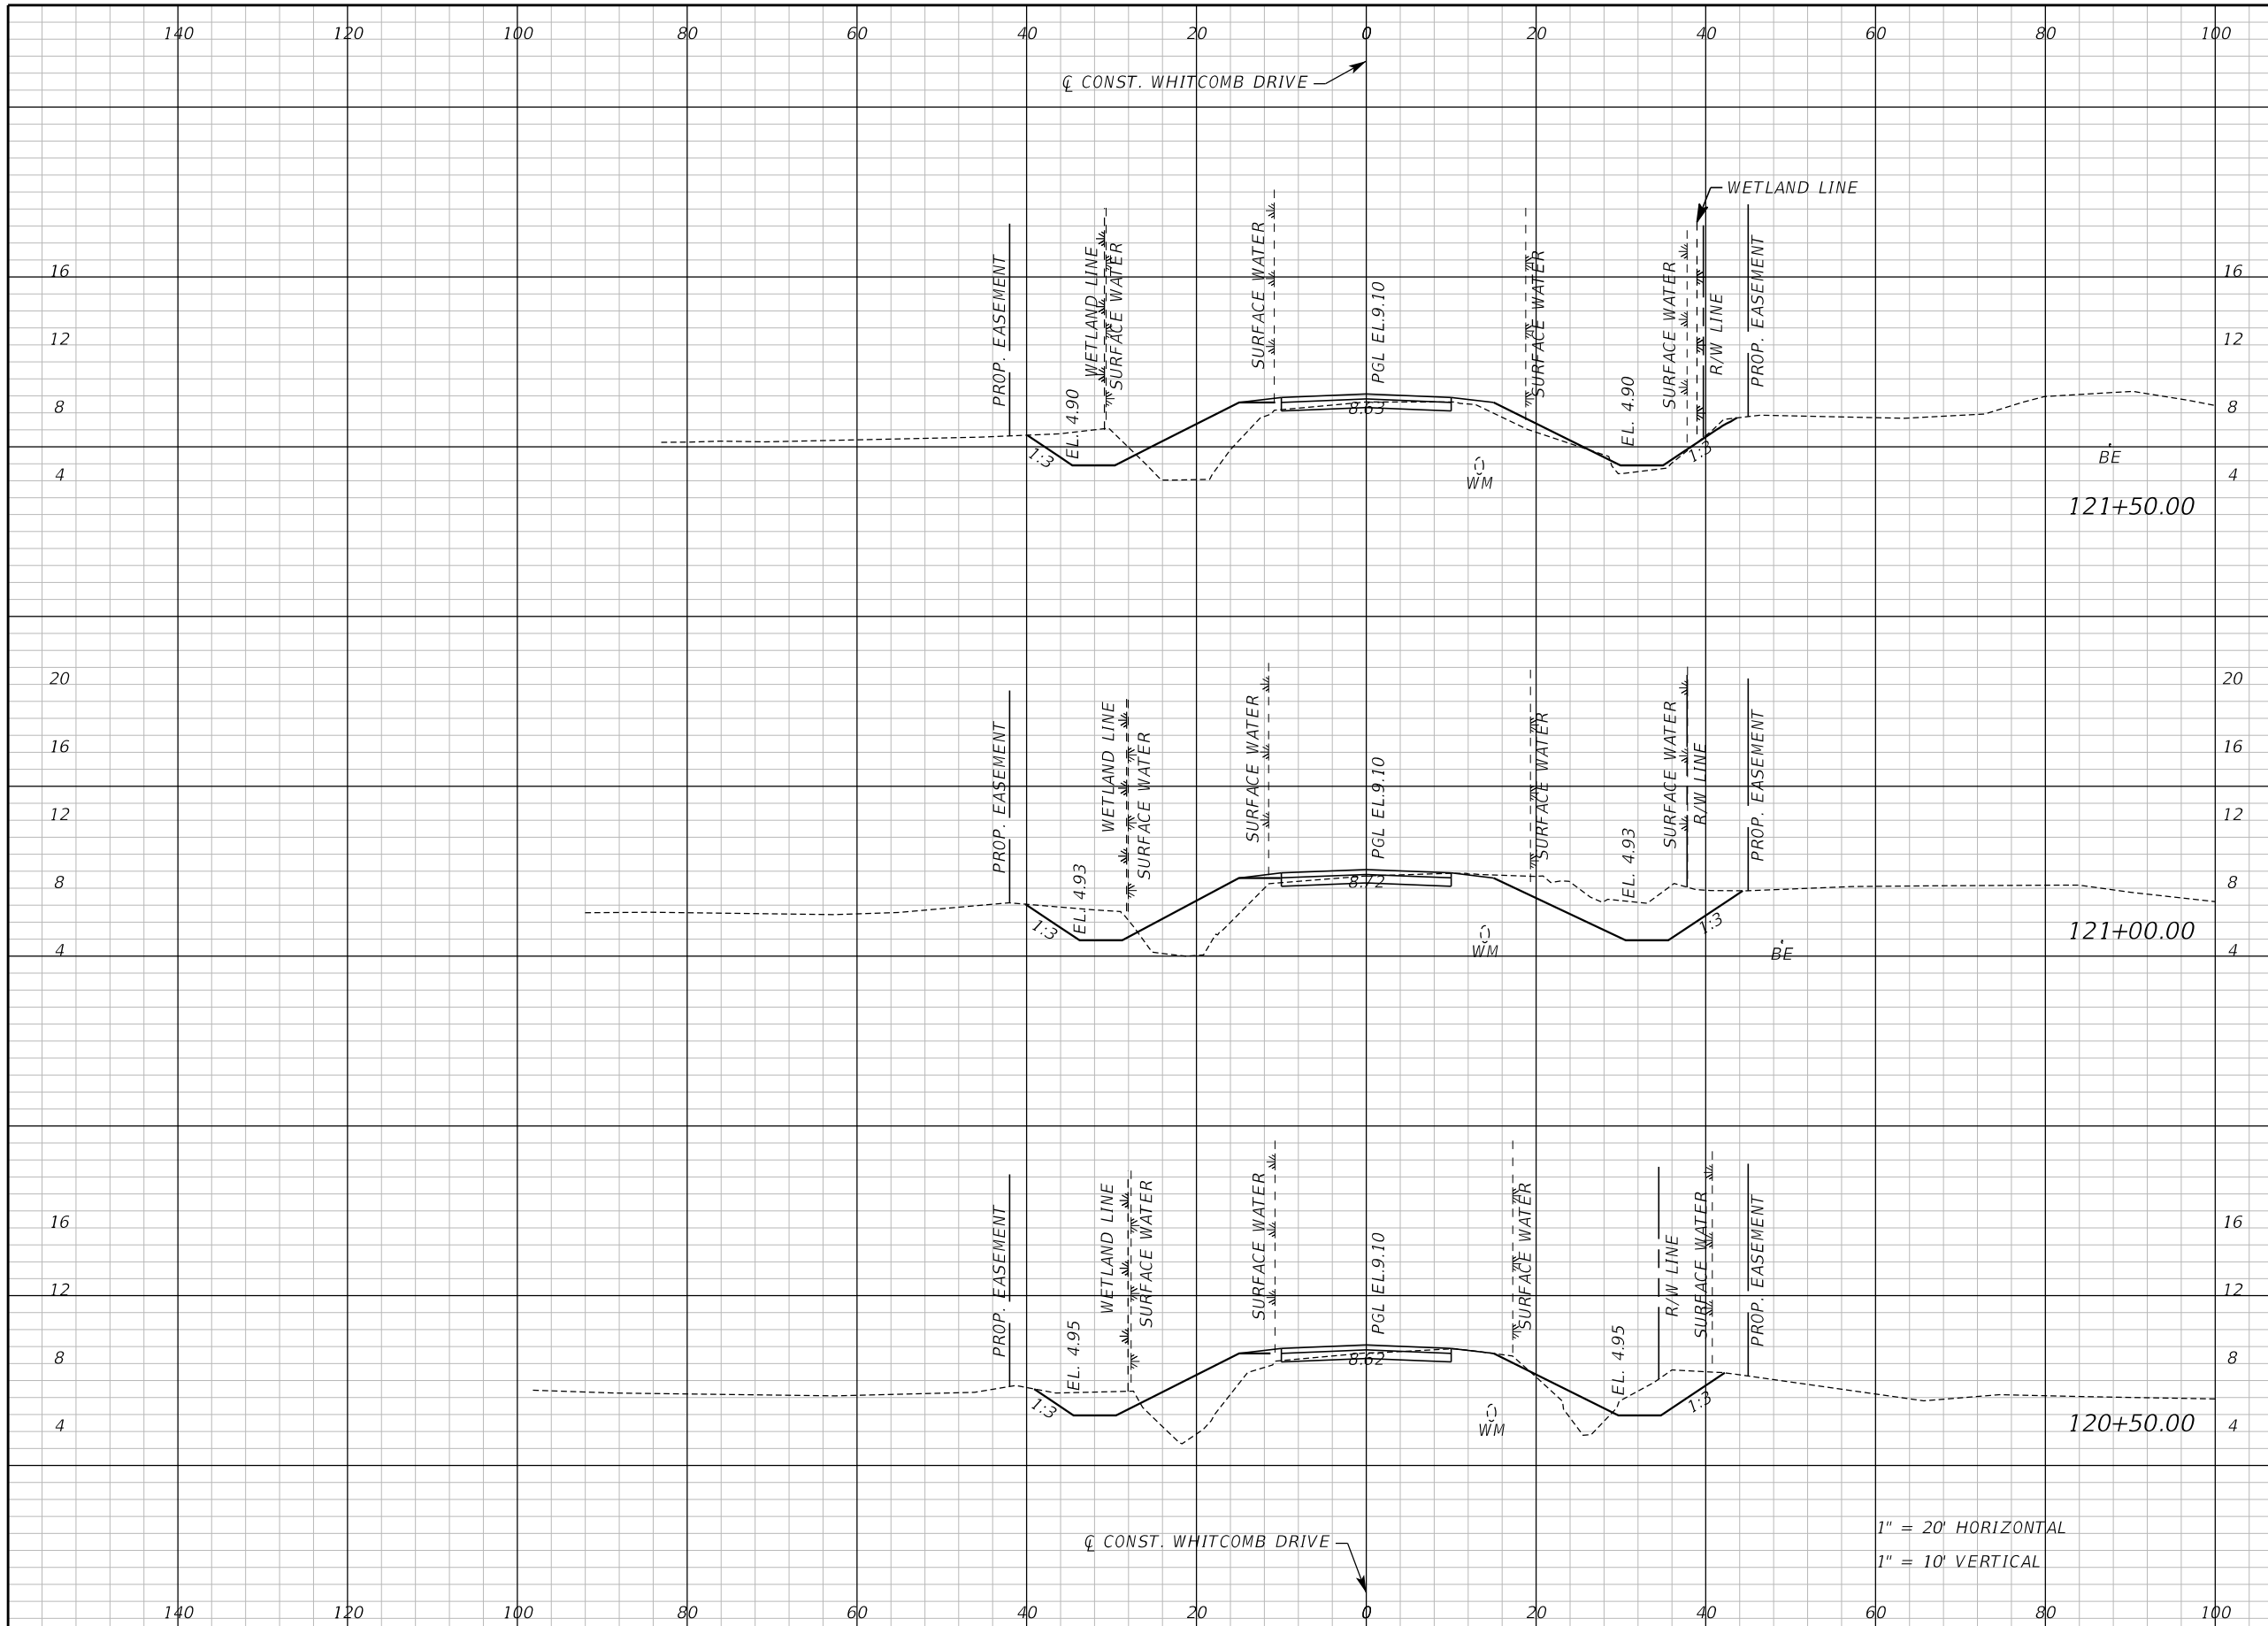 140 120 100 80 60 40 20 0 20 40 60 80 100
℄ CONST. WHITCOMB DRIVE
WETLAND LINE
PROP. EASEMENT
WETLAND LINE
SURFACE WATER
SURFACE WATER
PGL EL.9.10
SURFACE WATER
SURFACE WATER
R/W LINE
PROP. EASEMENT
16 16
12 12
8 8
4 4
EL. 4.90
EL. 4.90
8.63
1:3
1:3
WM
BE
121+50.00
20 20
16 16
12 12
8 8
4 4
PROP. EASEMENT
WETLAND LINE
SURFACE WATER
SURFACE WATER
PGL EL.9.10
SURFACE WATER
SURFACE WATER
R/W LINE
PROP. EASEMENT
EL. 4.93
EL. 4.93
8.72
1:3
1:3
WM
BE
121+00.00
16 16
12 12
8 8
4 4
PROP. EASEMENT
WETLAND LINE
SURFACE WATER
SURFACE WATER
PGL EL.9.10
SURFACE WATER
R/W LINE
SURFACE WATER
PROP. EASEMENT
EL. 4.95
EL. 4.95
8.62
1:3
1:3
WM
120+50.00
1" = 20' HORIZONTAL
1" = 10' VERTICAL
℄ CONST. WHITCOMB DRIVE
140 120 100 80 60 40 20 0 20 40 60 80 100